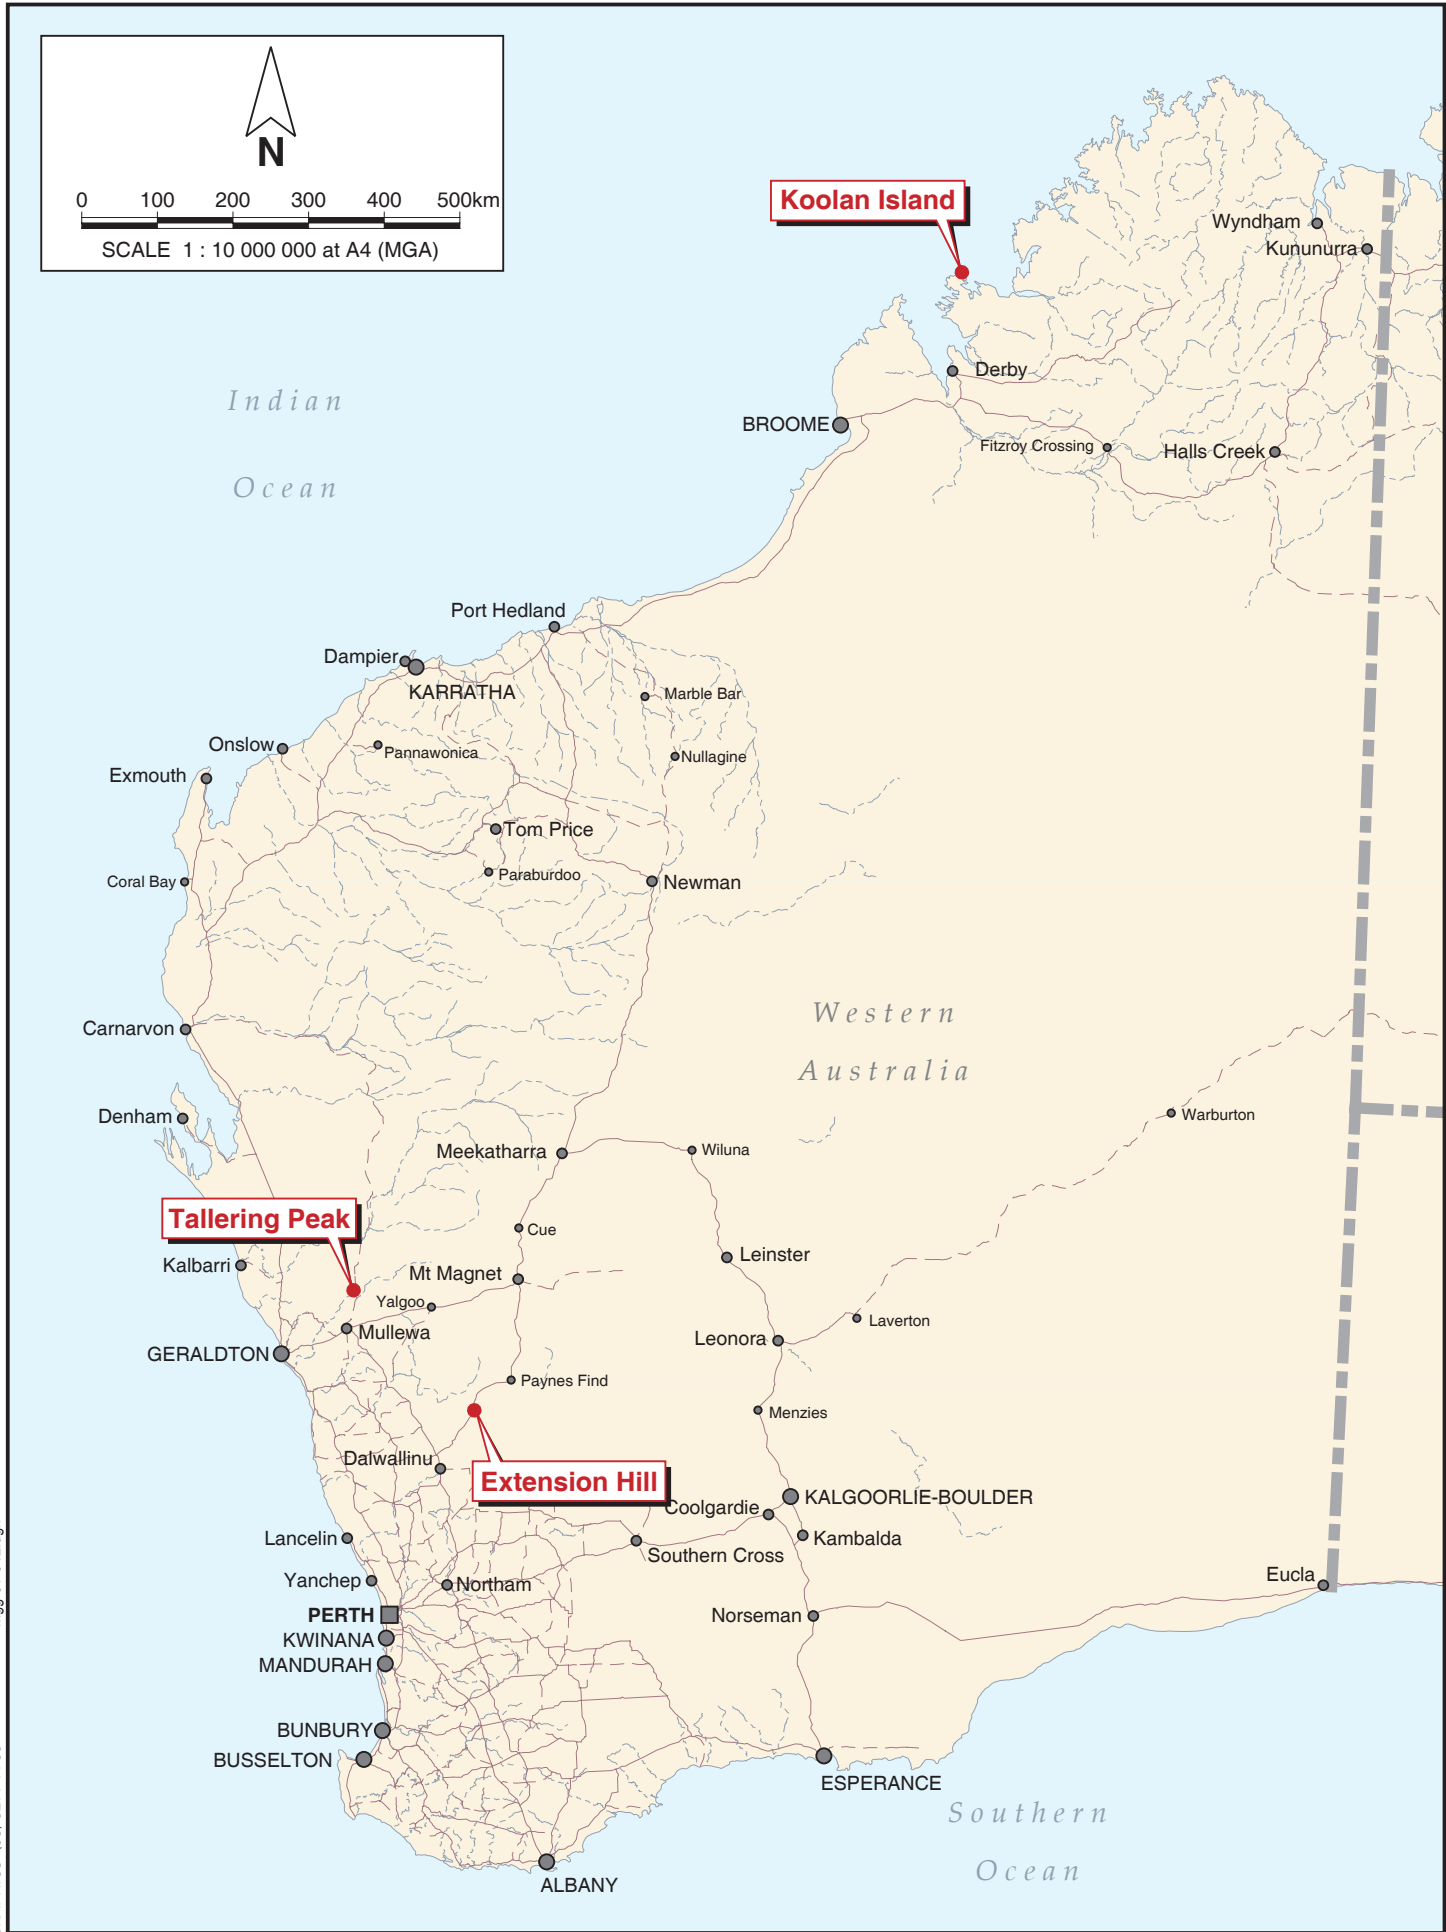 N
0 100 200 300 400 500km
SCALE 1 : 10 000 000 at A4 (MGA)
Koolan Island
Wyndham
Kununurra
Derby
Indian
BROOME
Fitzroy Crossing
Halls Creek
Ocean
Port Hedland
Dampier
KARRATHA
Marble Bar
Onslow
Pannawonica
Nullagine
Exmouth
Tom Price
Paraburdoo
Coral Bay
Newman
Western
Carnarvon
Australia
Denham
Warburton
Meekatharra
Wiluna
Tallering Peak
Cue
Leinster
Kalbarri
Mt Magnet
Yalgoo
Laverton
Mullewa
Leonora
GERALDTON
Paynes Find
Menzies
Dalwallinu
Extension Hill
KALGOORLIE-BOULDER
Coolgardie
Lancelin
Kambalda
Southern Cross
Eucla
Yanchep
Northam
PERTH
Norseman
KWINANA
MANDURAH
BUNBURY
BUSSELTON
ESPERANCE
Southern
Ocean
ALBANY